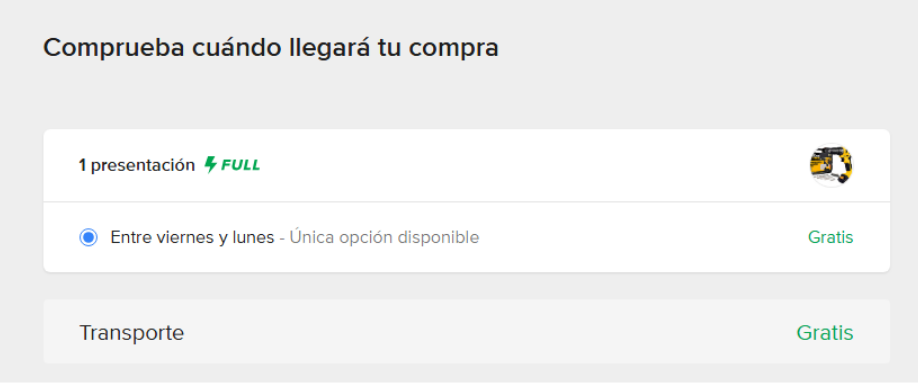 Comprueba cuándo llegará tu compra
1 presentación FULL
Entre viernes y lunes - Única opción disponible Gratis
Transporte Gratis